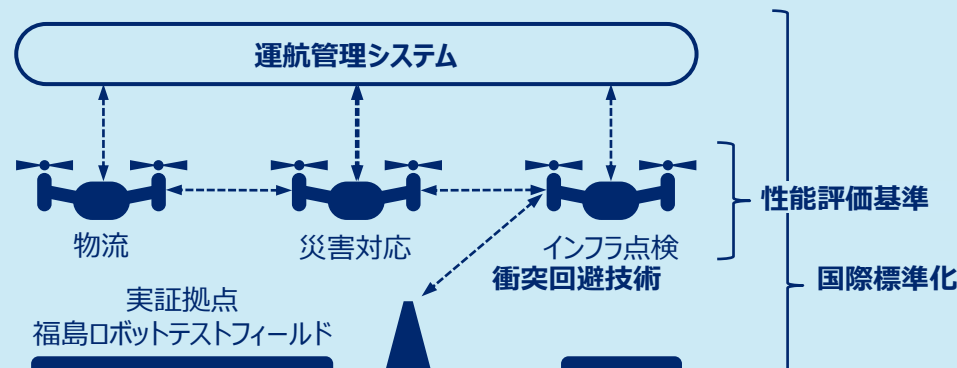 運航管理システム
性能評価基準
物流
災害対応
インフラ点検
衝突回避技術
国際標準化
実証拠点
福島ロボットテストフィールド